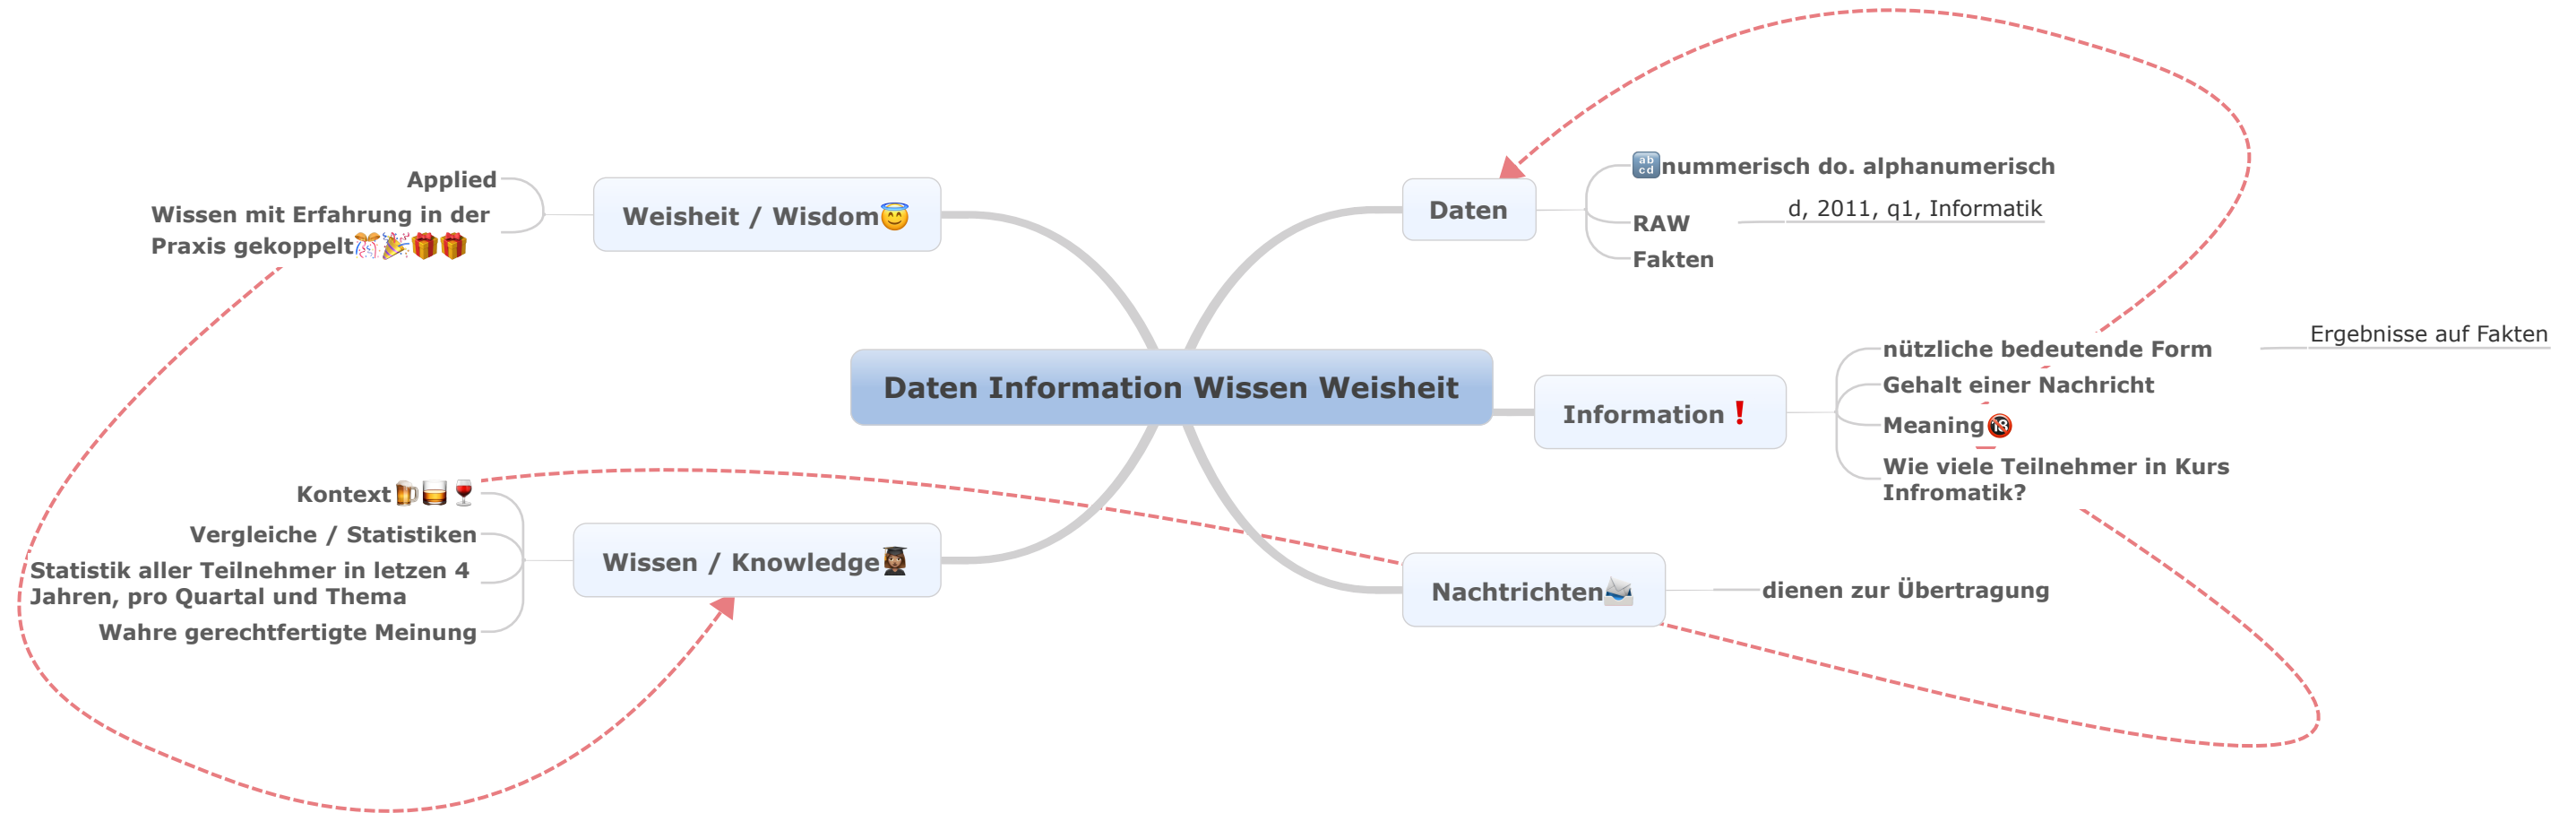 Daten Information Wissen Weisheit
Daten
🔡nummerisch do. alphanumerisch
RAW
d, 2011, q1, Informatik
Fakten
Information❗
nützliche bedeutende Form
Ergebnisse auf Fakten
Gehalt einer Nachricht
Meaning🔞
Wie viele Teilnehmer in Kurs
Infromatik?
Nachtrichten📨
dienen zur Übertragung
Wissen / Knowledge👩🏾‍🎓
Kontext🍺🥃🍷
Vergleiche / Statistiken
Statistik aller Teilnehmer in letzen 4
Jahren, pro Quartal und Thema
Wahre gerechtfertigte Meinung
Weisheit / Wisdom😇
Applied
Wissen mit Erfahrung in der
Praxis gekoppelt🎊🎉🎁🎁